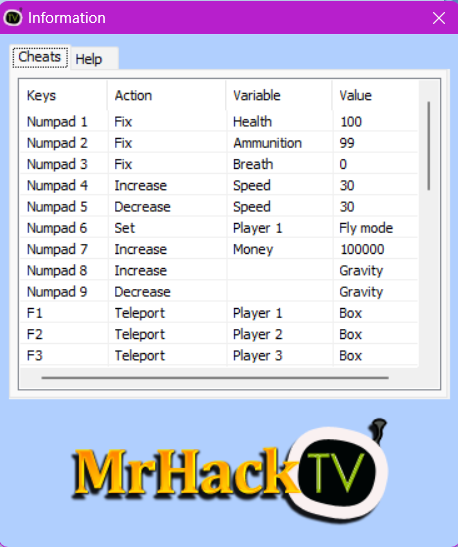 TV Information
Cheats Help
Keys Action Variable Value
Numpad 1 Fix Health 100
Numpad 2 Fix Ammunition 99
Numpad 3 Fix Breath 0
Numpad 4 Increase Speed 30
Numpad 5 Decrease Speed 30
Numpad 6 Set Player 1 Fly mode
Numpad 7 Increase Money 100000
Numpad 8 Increase Gravity
Numpad 9 Decrease Gravity
F1 Teleport Player 1 Box
F2 Teleport Player 2 Box
F3 Teleport Player 3 Box
MrHack TV